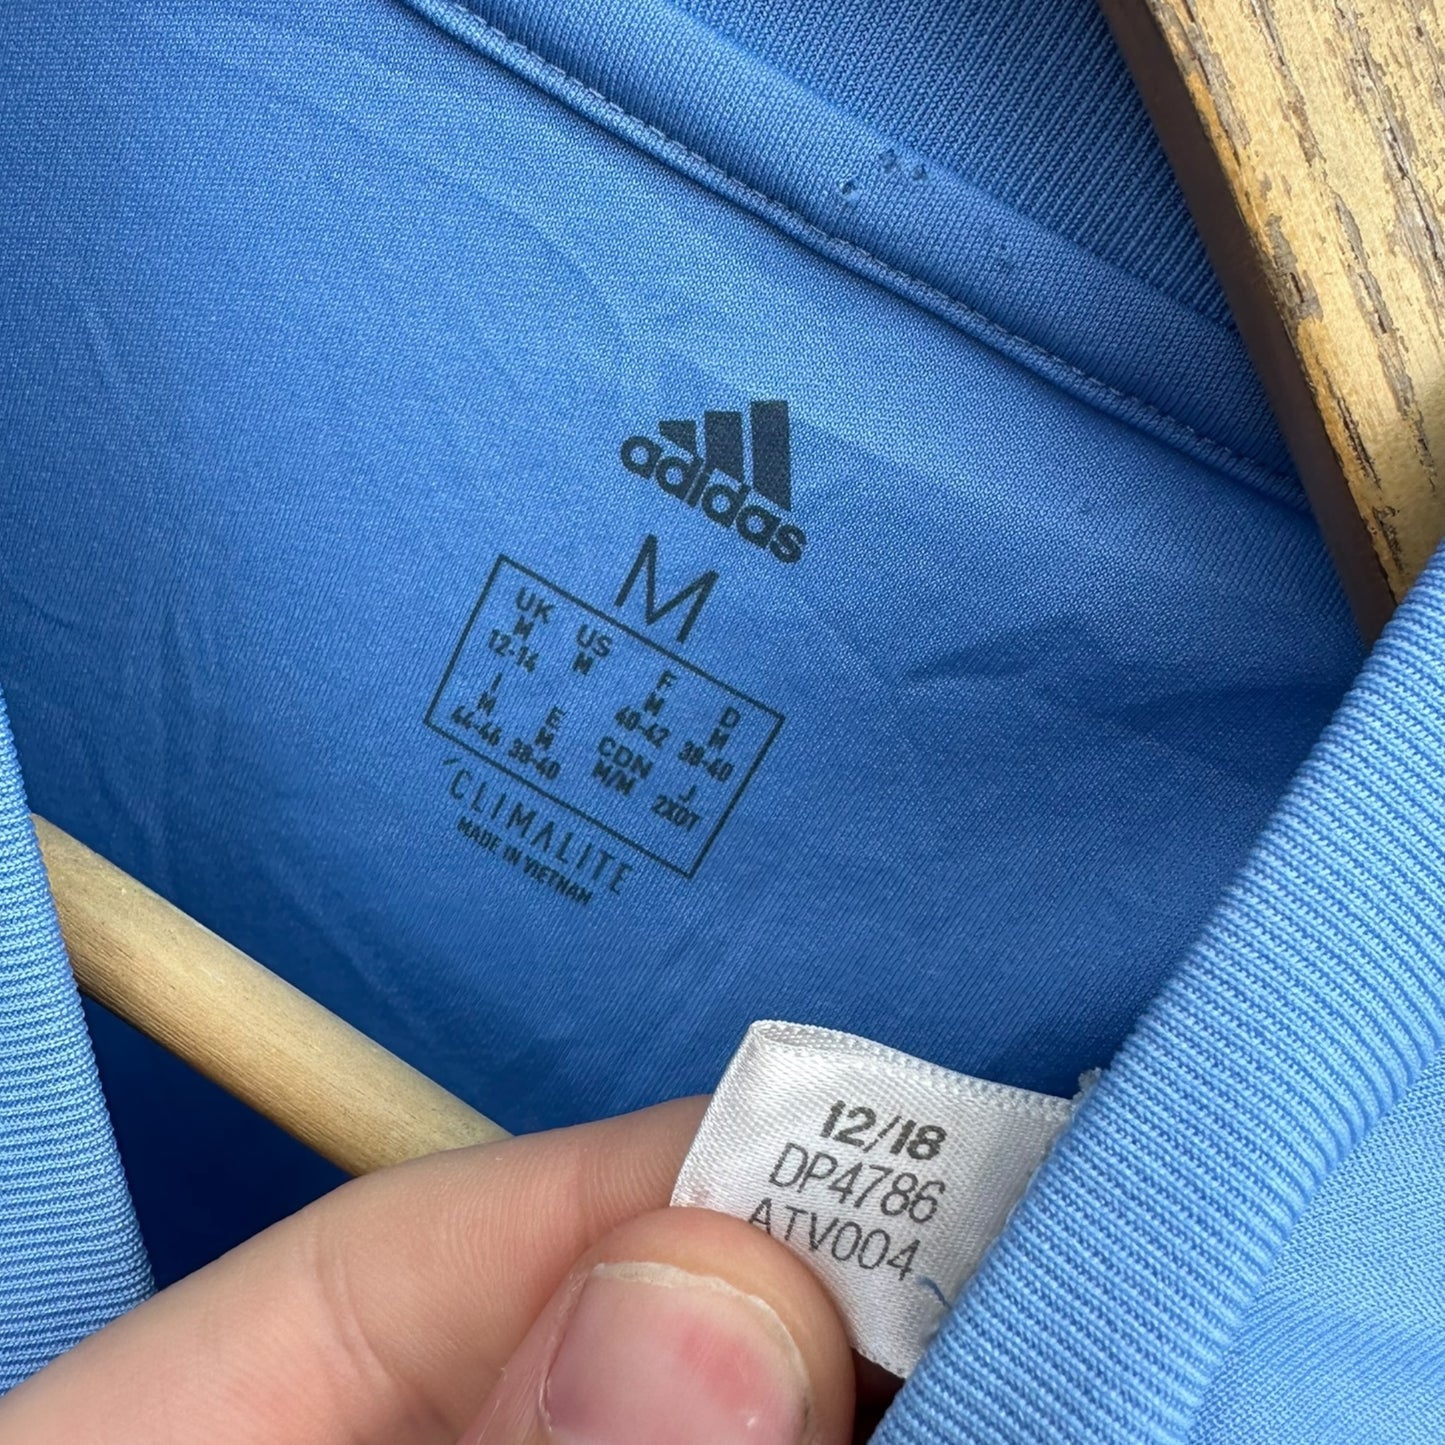 adidas
M
UK US F D
M M M M
12-14 40-42 38-40
I E CDN J
M M M/M 2XOT
44-46 38-40
CLIMALITE
MADE IN VIETNAM
12/18
DP4786
ATV004